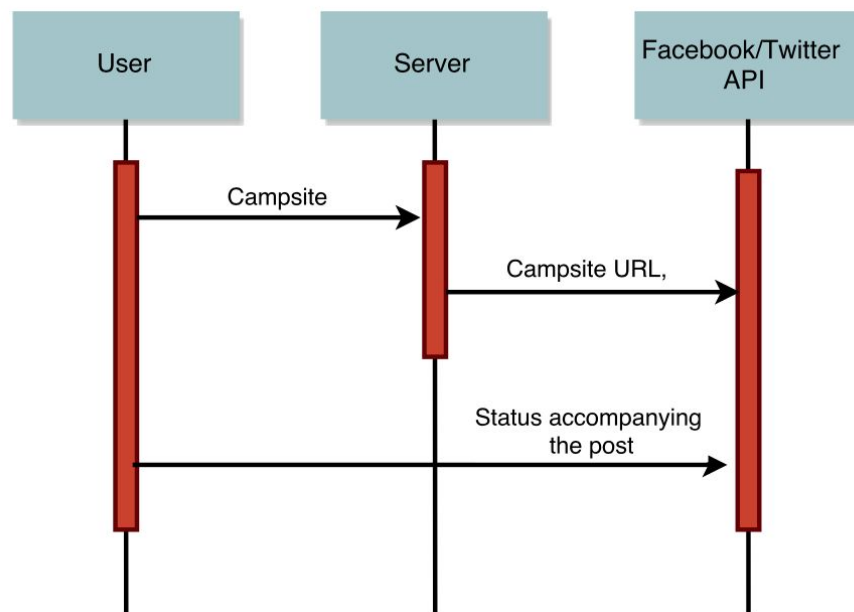 User
Server
Facebook/Twitter
API
Campsite
Campsite URL,
Status accompanying
the post